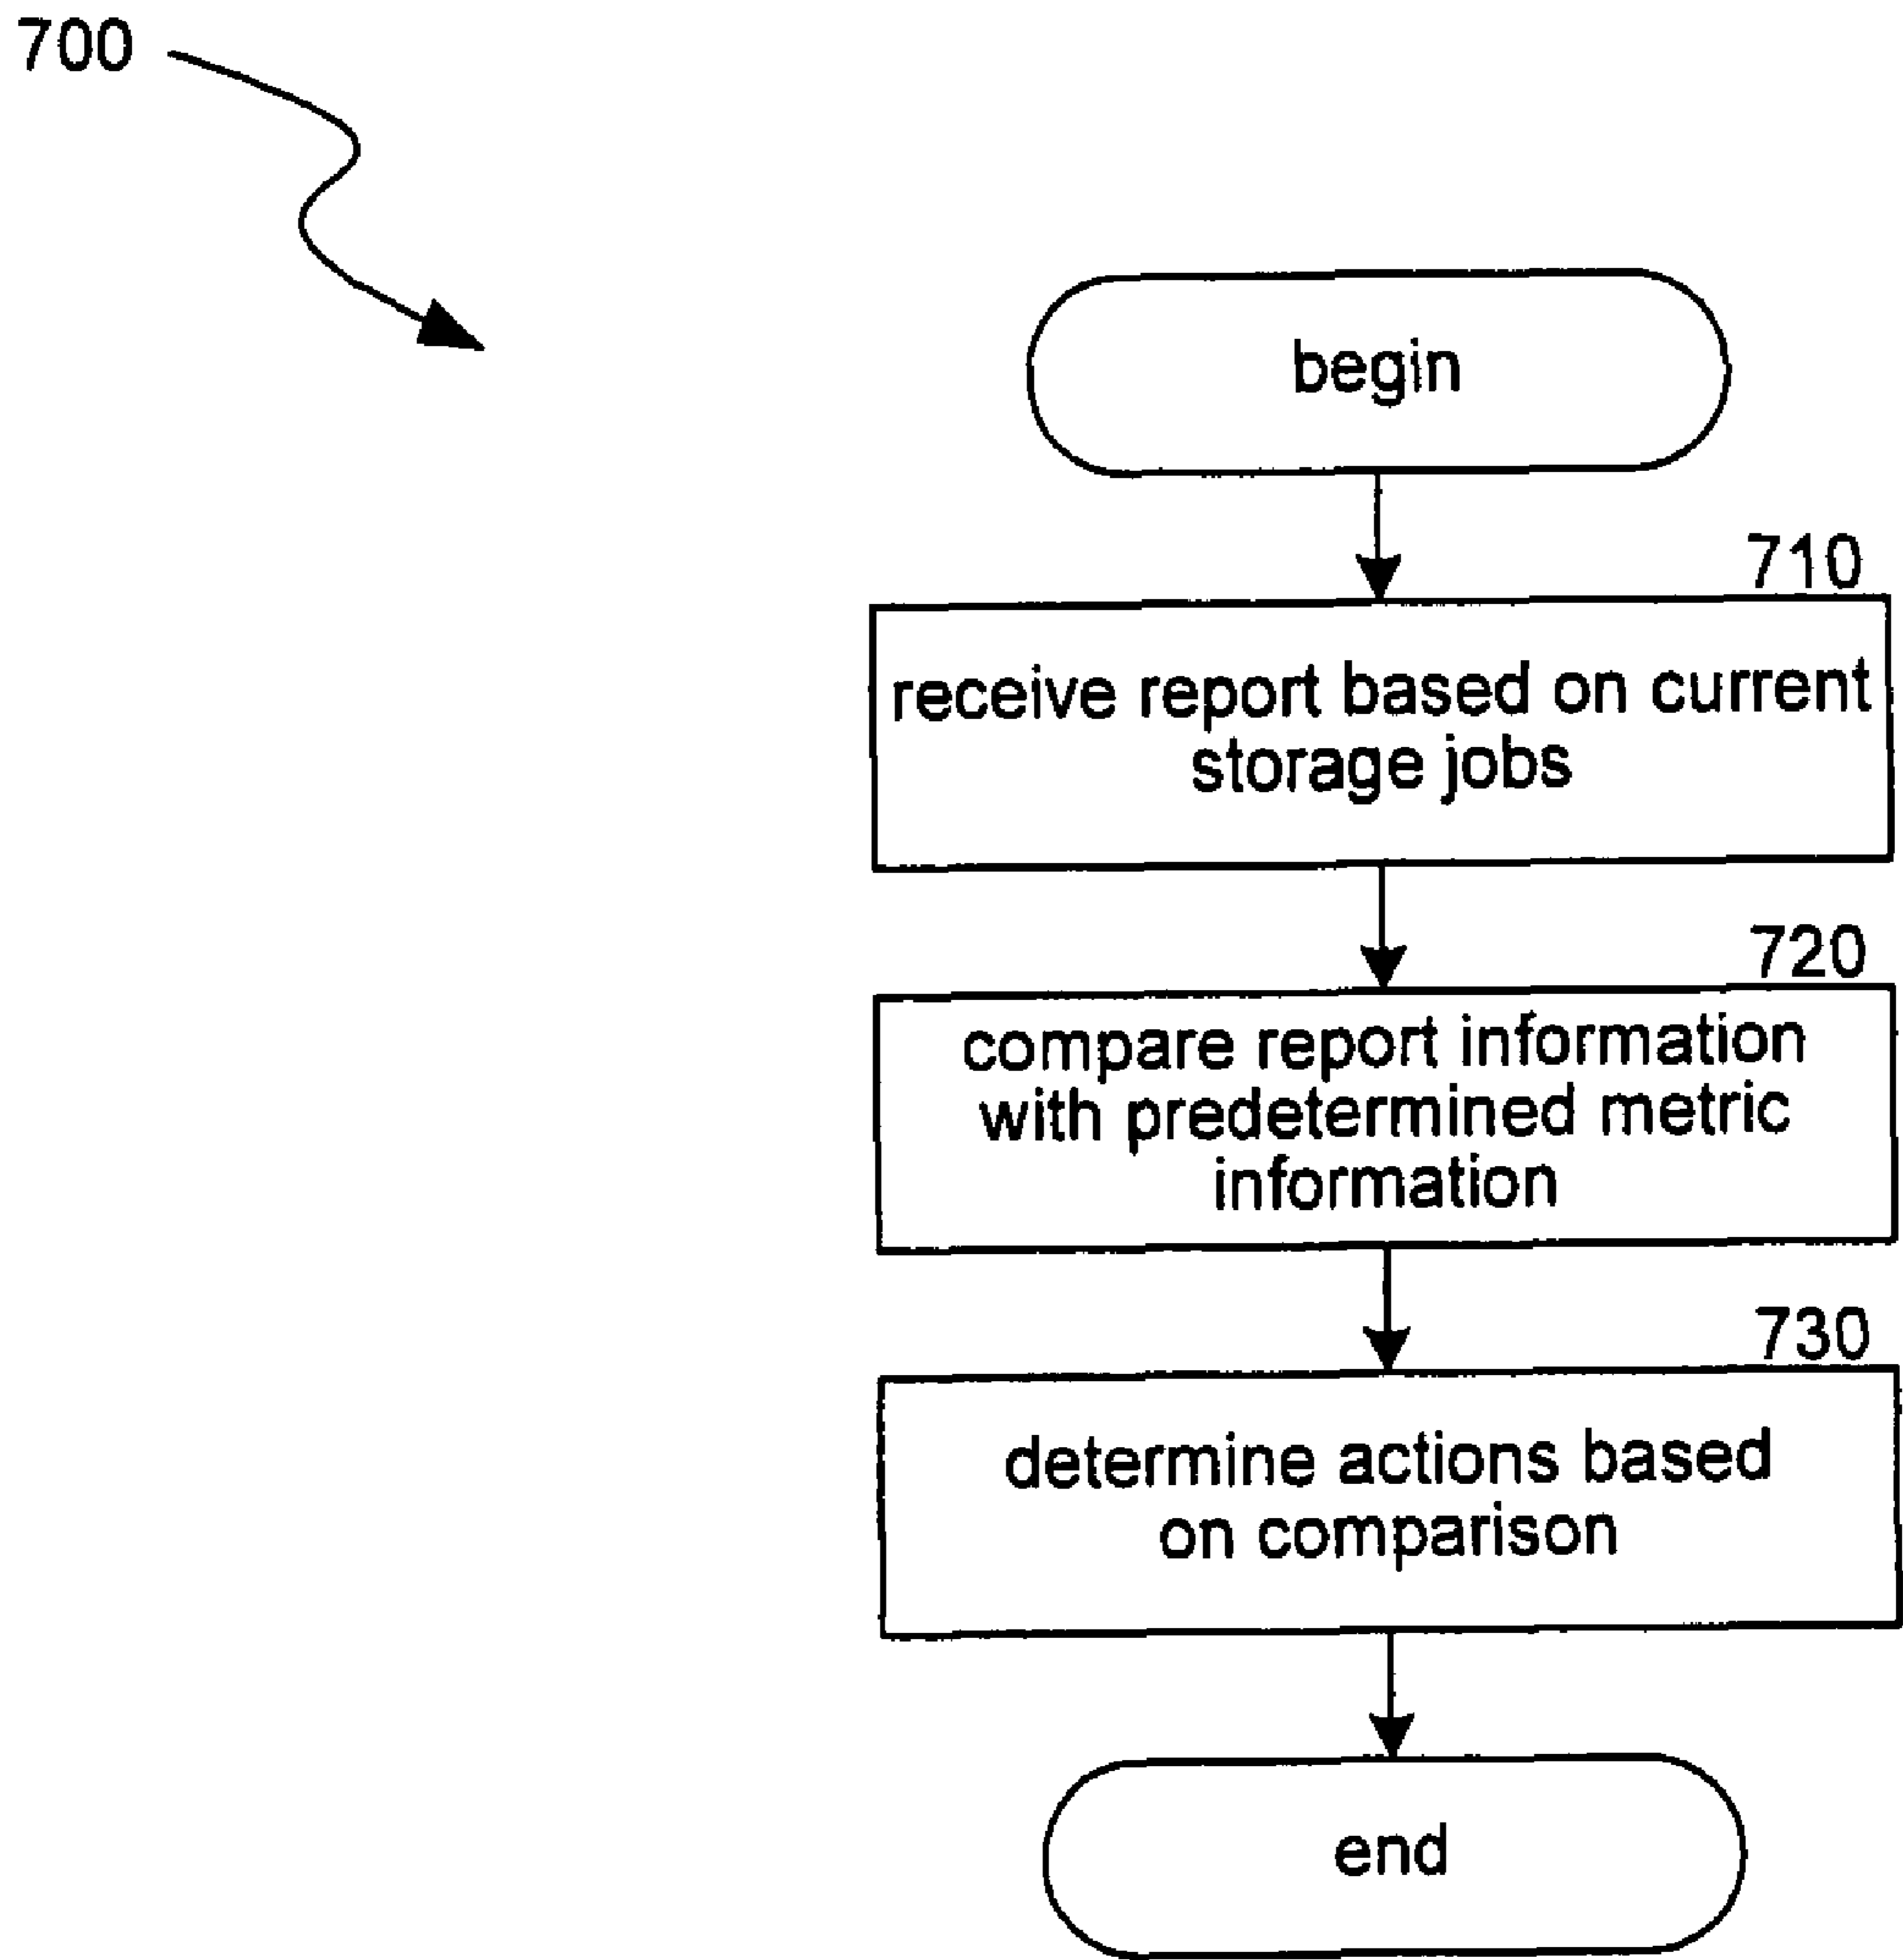 700
begin
710
receive report based on current
storage jobs
720
compare report information
with predetermined metric
information
730
determine actions based
on comparison
end